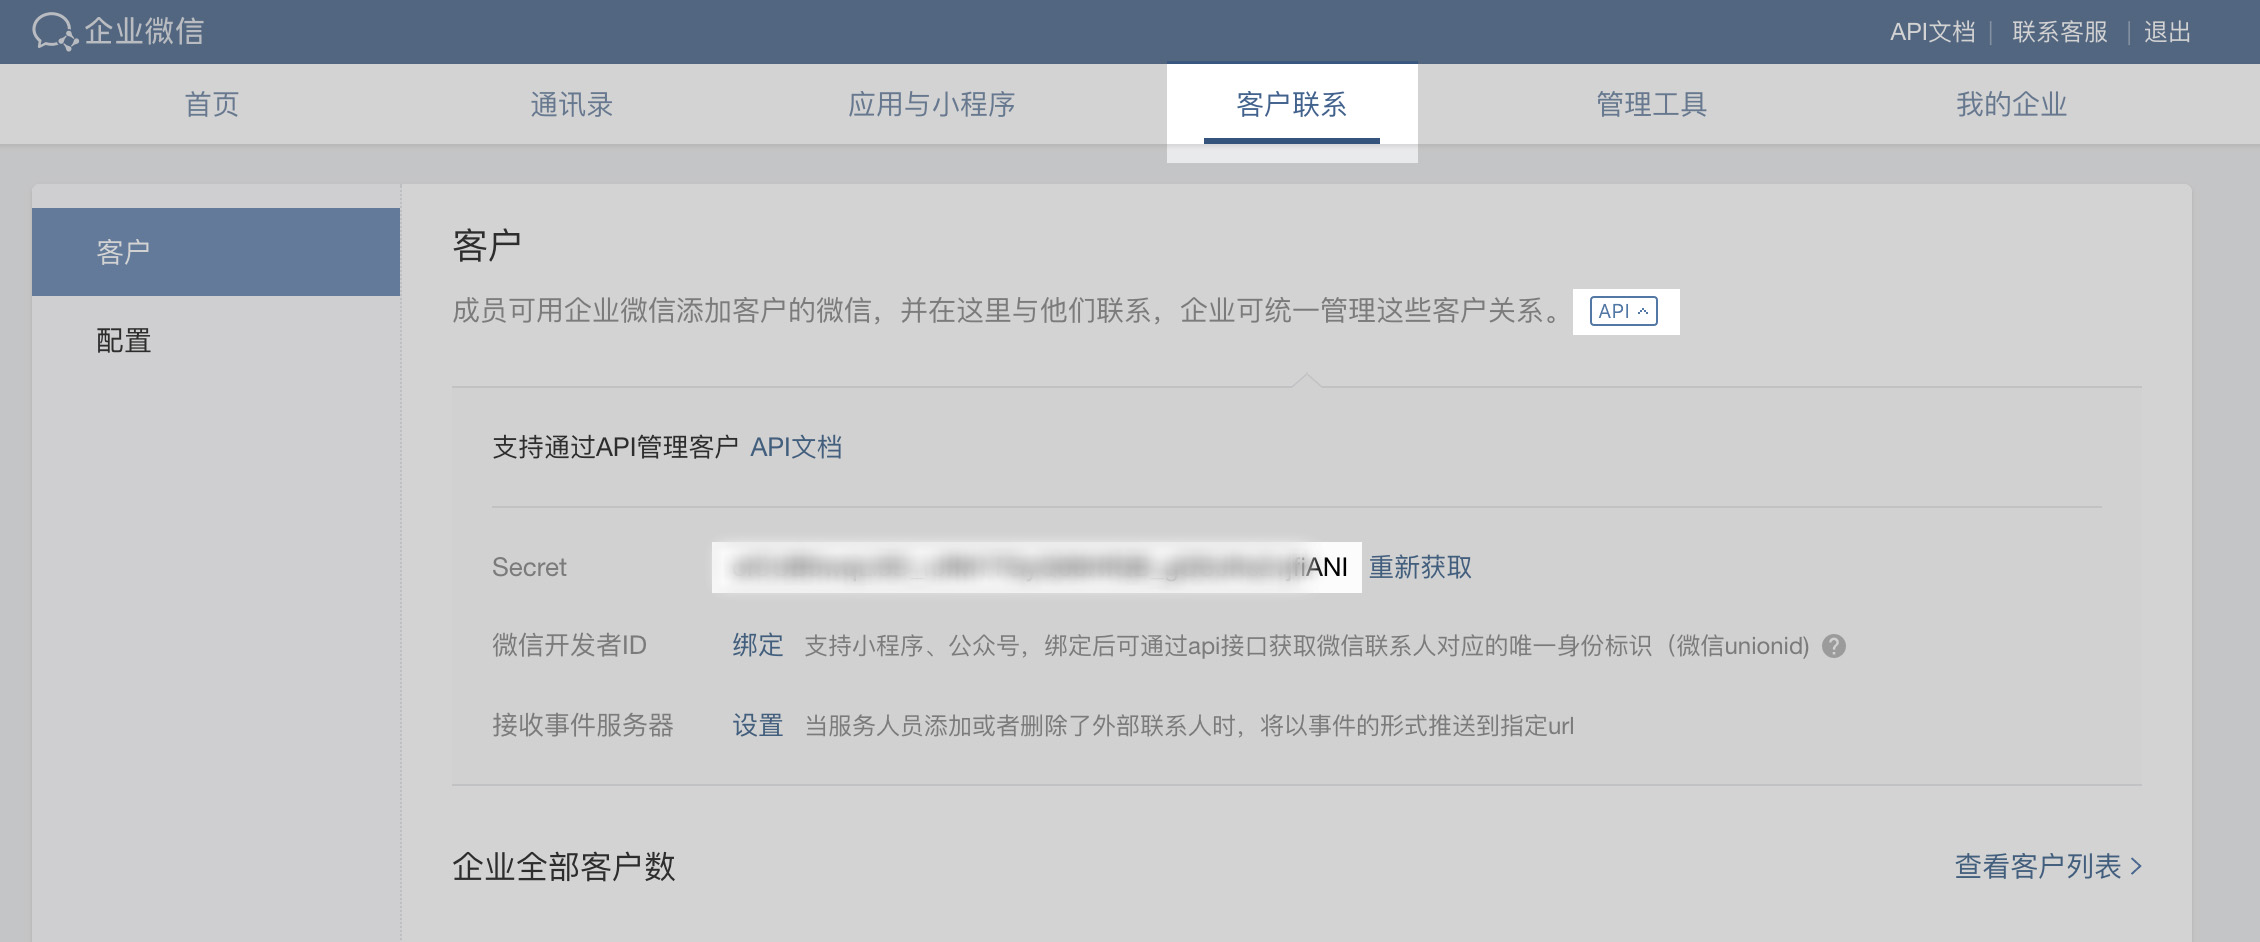 企业微信
API文档 | 联系客服 | 退出
首页 通讯录 应用与小程序 客户联系 管理工具 我的企业
客户
配置
客户
成员可用企业微信添加客户的微信，并在这里与他们联系，企业可统一管理这些客户关系。 API
支持通过API管理客户 API文档
Secret fiANI 重新获取
微信开发者ID 绑定 支持小程序、公众号，绑定后可通过api接口获取微信联系人对应的唯一身份标识（微信unionid) ?
接收事件服务器 设置 当服务人员添加或者删除了外部联系人时，将以事件的形式推送到指定url
企业全部客户数 查看客户列表